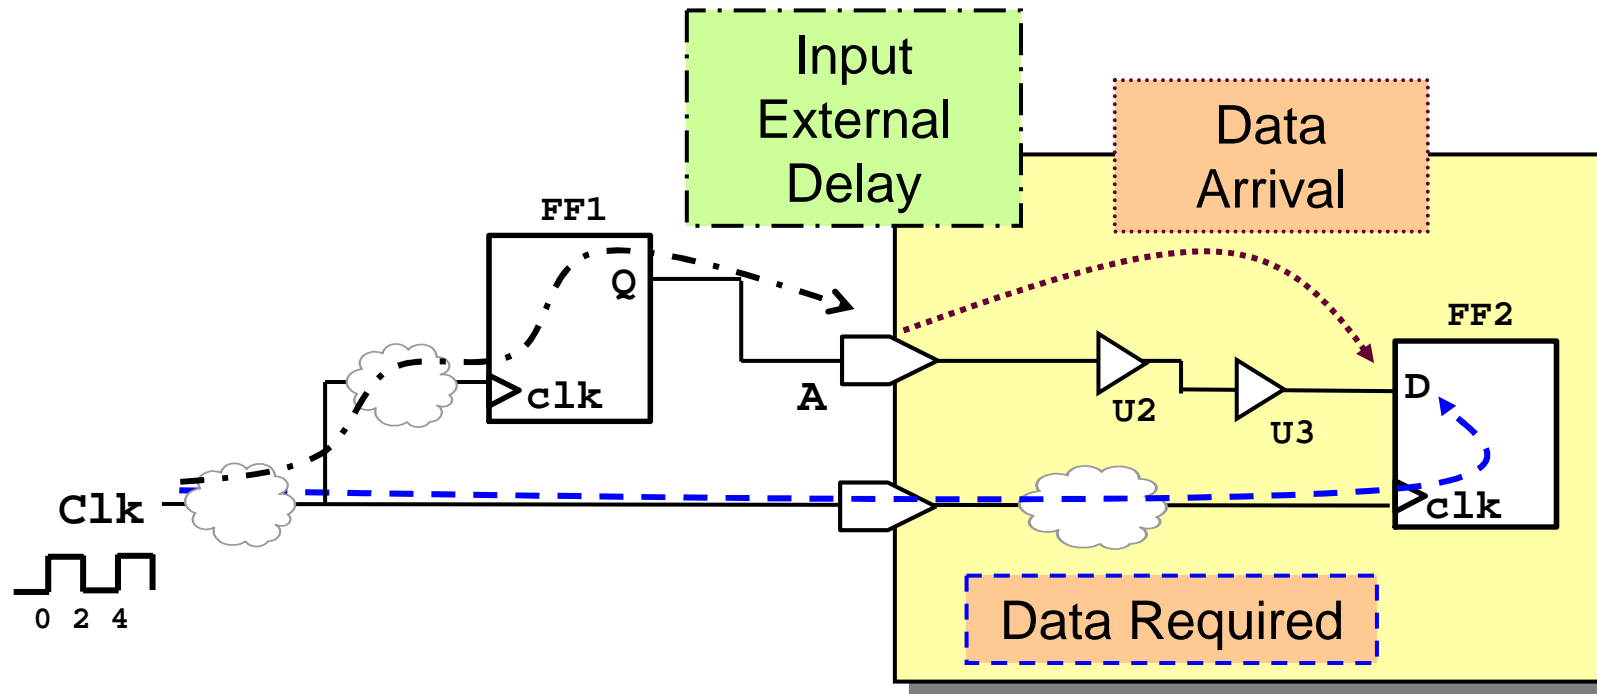 Input
External
Delay
Data
Arrival
FF1
Q
clk
FF2
D
clk
A
U2
U3
Clk
0 2 4
Data Required